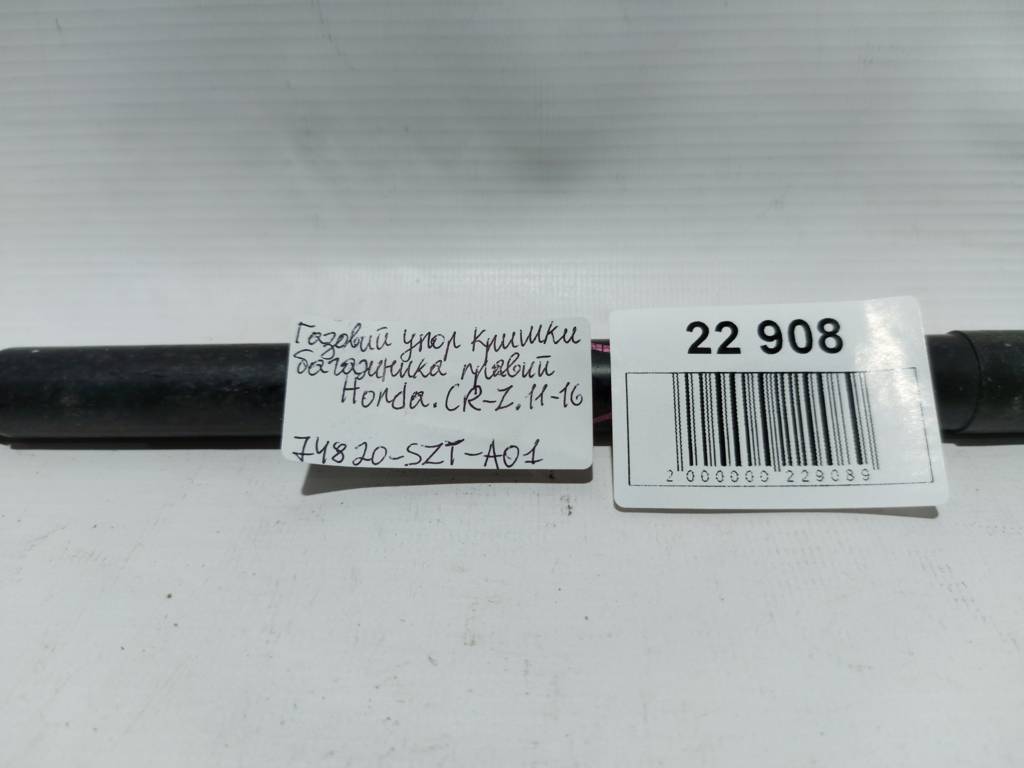 Газовий упор кришки
багажника правий
Honda. CR-Z. 11-16
74820-SZT-A01
22 908
2 000000 229089